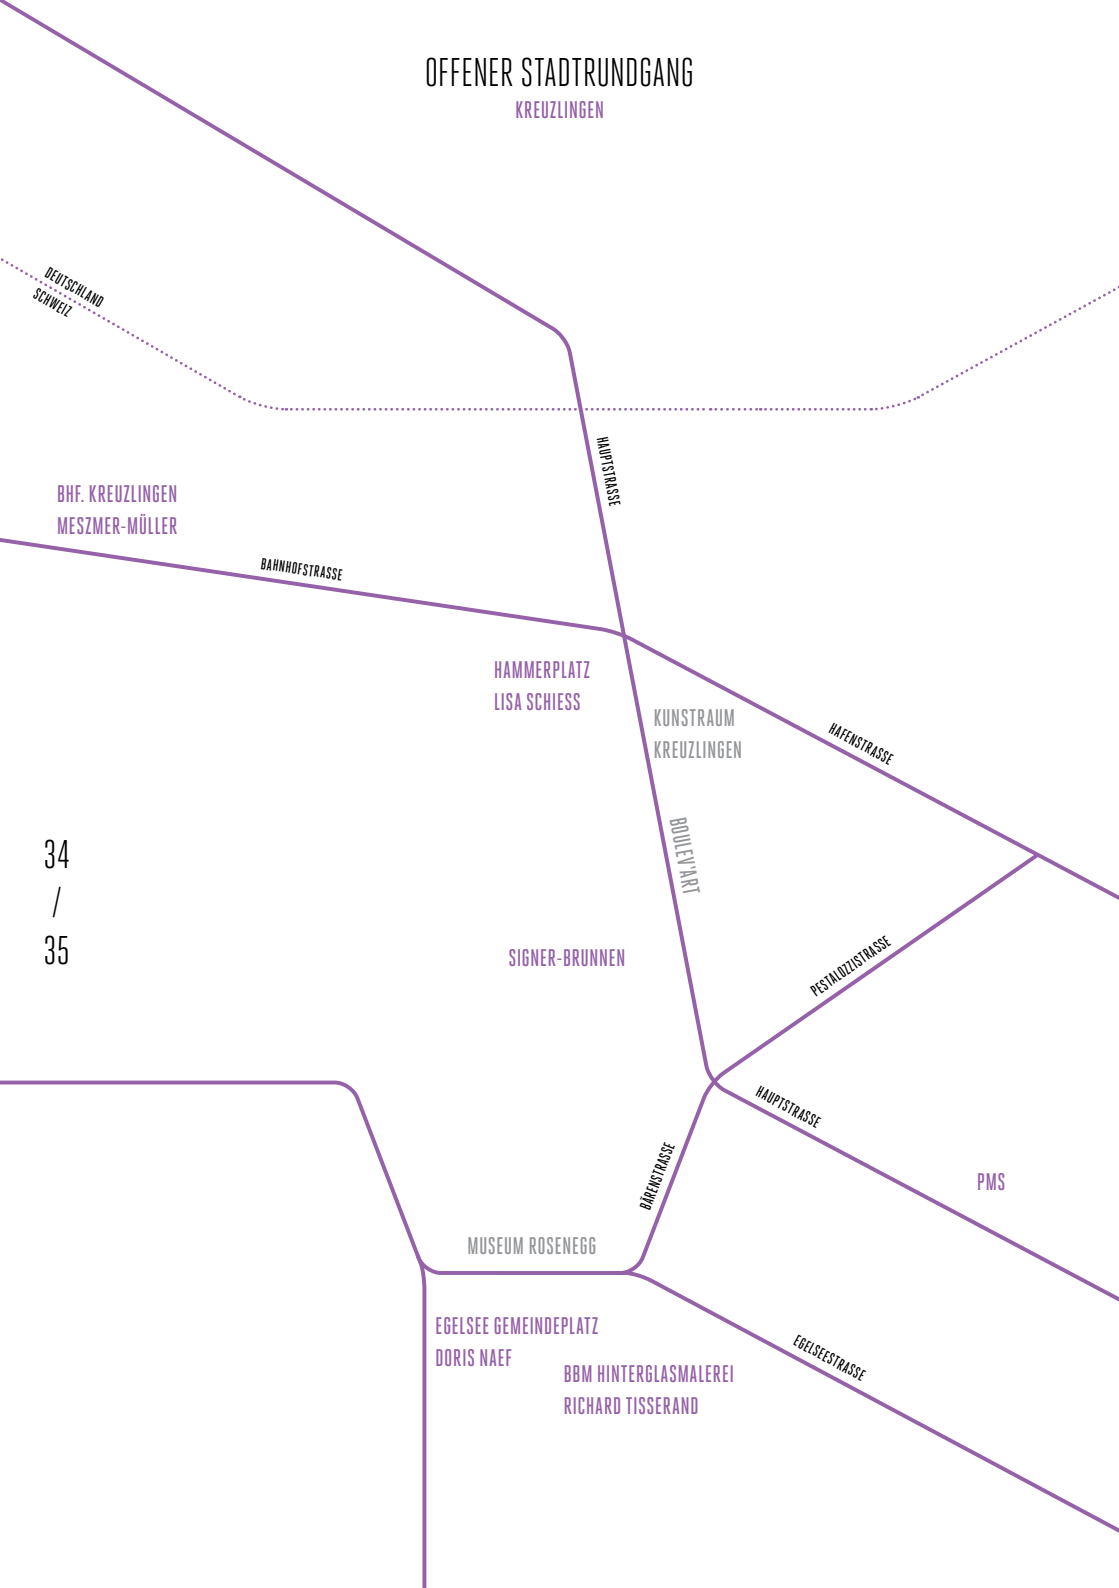 OFFENER STADTRUNDGANG
KREUZLINGEN
DEUTSCHLAND
SCHWEIZ
HAUPTSTRASSE
BHF. KREUZLINGEN
MESZMER-MÜLLER
BAHNHOFSTRASSE
HAMMERPLATZ
LISA SCHIESS
KUNSTRAUM
KREUZLINGEN
HAFENSTRASSE
BOULEV'ART
34
/
35
SIGNER-BRUNNEN
PESTALOZZISTRASSE
HAUPTSTRASSE
BÄRENSTRASSE
PMS
MUSEUM ROSENEGG
EGELSEE GEMEINDEPLATZ
DORIS NAEF
BBM HINTERGLASMALEREI
RICHARD TISSERAND
EGELSEESTRASSE